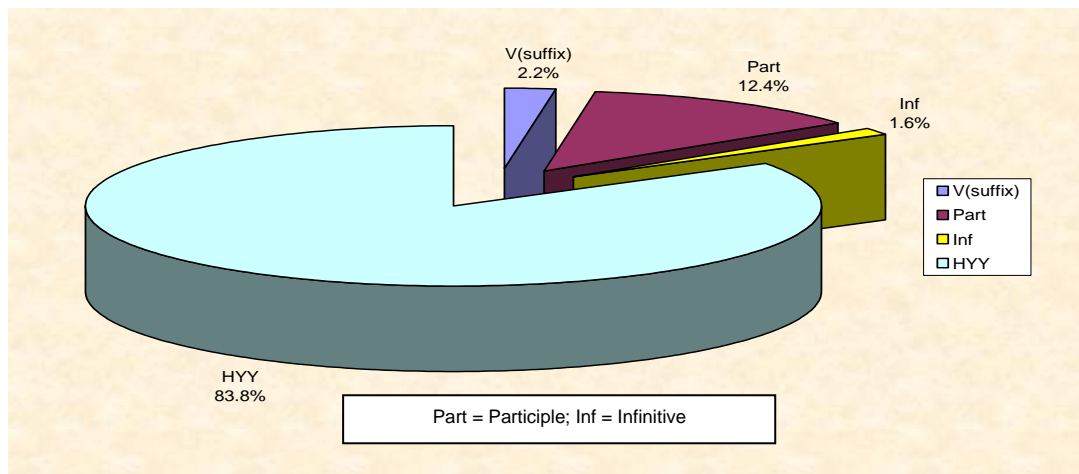 V(suffix)
2.2%
Part
12.4%
Inf
1.6%
V(suffix)
Part
Inf
HYY
HYY
83.8%
Part = Participle; Inf = Infinitive